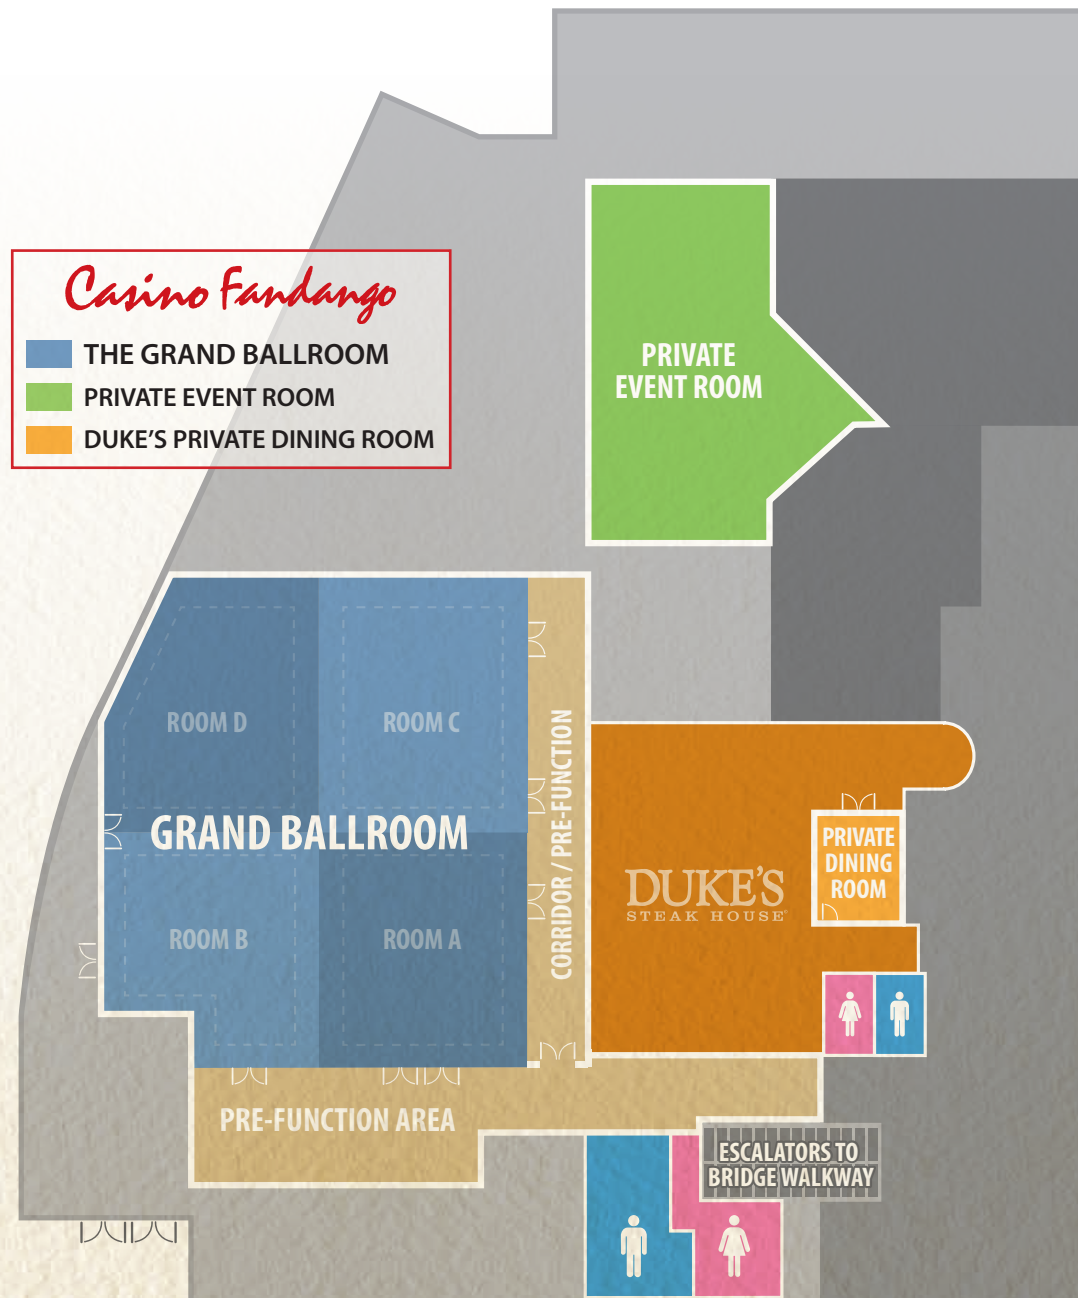 Casino Fandango
THE GRAND BALLROOM
PRIVATE EVENT ROOM
DUKE'S PRIVATE DINING ROOM
PRIVATE
EVENT ROOM
ROOM D
ROOM C
GRAND BALLROOM
ROOM B
ROOM A
CORRIDOR / PRE-FUNCTION
DUKE'S
STEAK HOUSE
PRIVATE
DINING
ROOM
PRE-FUNCTION AREA
ESCALATORS TO
BRIDGE WALKWAY